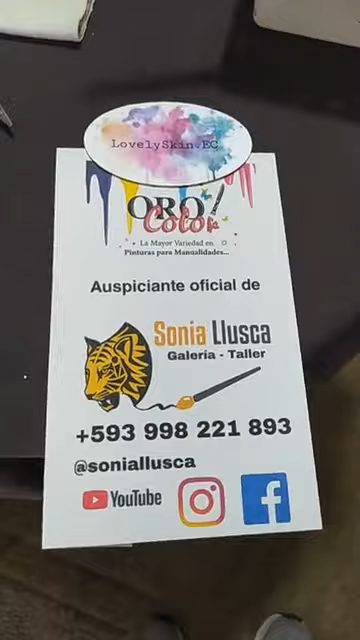 LovelySkin.EC
ORO
Color
La Mayor Variedad en
Pinturas para Manualidades...
Auspiciante oficial de
Sonia Llusca
Galería - Taller
+593 998 221 893
@soniallusca
YouTube